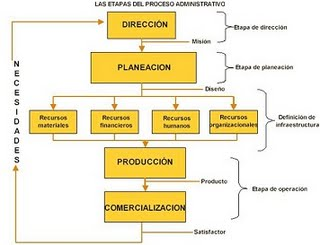 LAS ETAPAS DEL PROCESO ADMINISTRATIVO
DIRECCIÓN
Etapa de dirección
Misión
PLANEACION
Etapa de planeación
Diseño
NECESIDADES
Recursos
materiales
Recursos
financieros
Recursos
humanos
Recursos
organizacionales
Definición de
infraestructura
PRODUCCIÓN
Producto
Etapa de operación
COMERCIALIZACION
Satisfactor